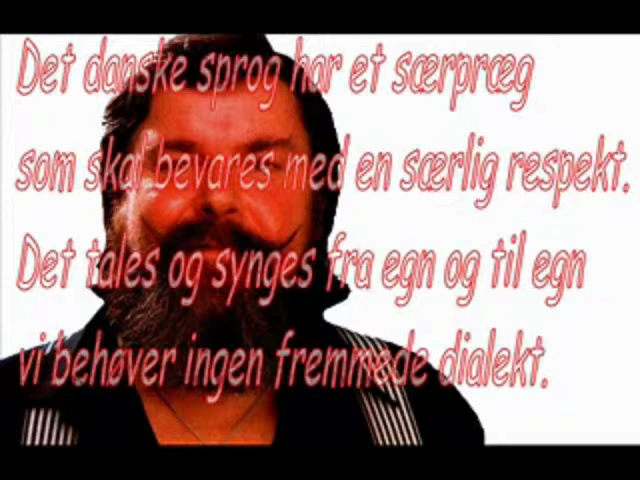 Det danske sprog har et særpræg
som skal bevares med en særlig respekt.
Det tales og synges fra egn og til egn
vi behøver ingen fremmede dialekt.